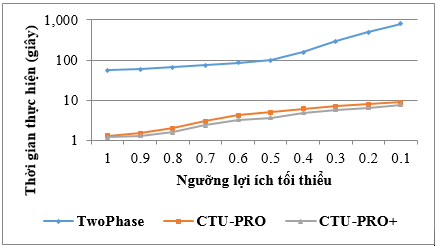 Thời gian thực hiện (giây)
1,000
100
10
1
1 0.9 0.8 0.7 0.6 0.5 0.4 0.3 0.2 0.1
Ngưỡng lợi ích tối thiểu
TwoPhase CTU-PRO CTU-PRO+